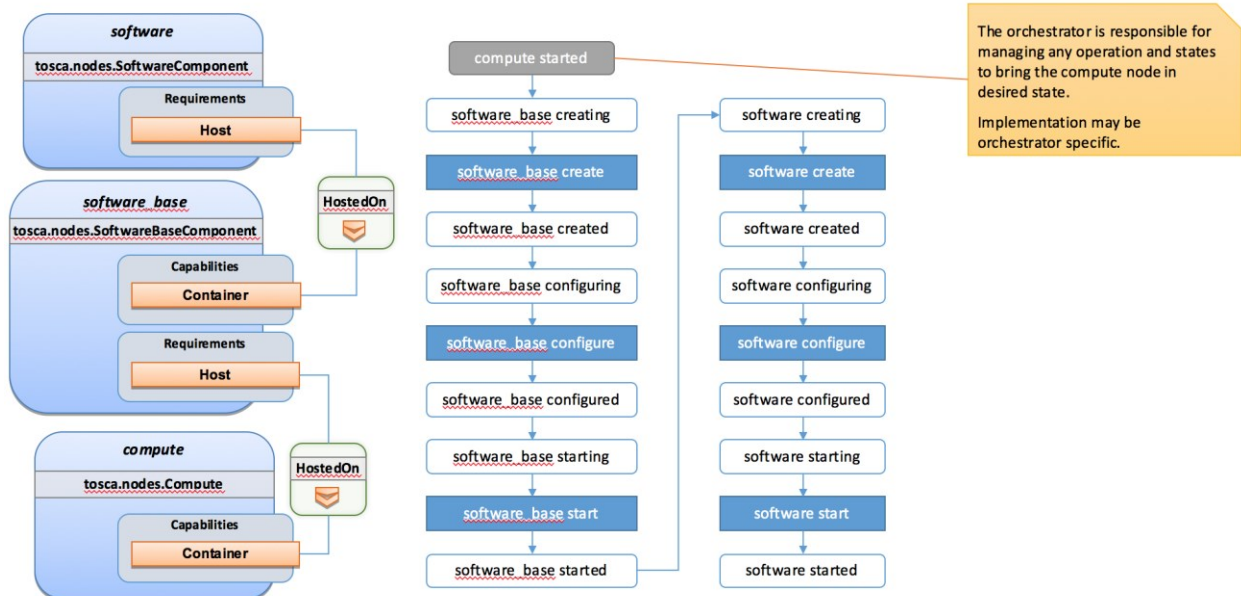 software
tosca.nodes.SoftwareComponent
Requirements
Host
software_base
tosca.nodes.SoftwareBaseComponent
Capabilities
Container
Requirements
Host
compute
tosca.nodes.Compute
Capabilities
Container
HostedOn
HostedOn
compute started
software_base creating
software_base create
software_base created
software_base configuring
software_base configure
software_base configured
software_base starting
software_base start
software_base started
software creating
software create
software created
software configuring
software configure
software configured
software starting
software start
software started
The orchestrator is responsible for
managing any operation and states
to bring the compute node in
desired state.
Implementation may be
orchestrator specific.